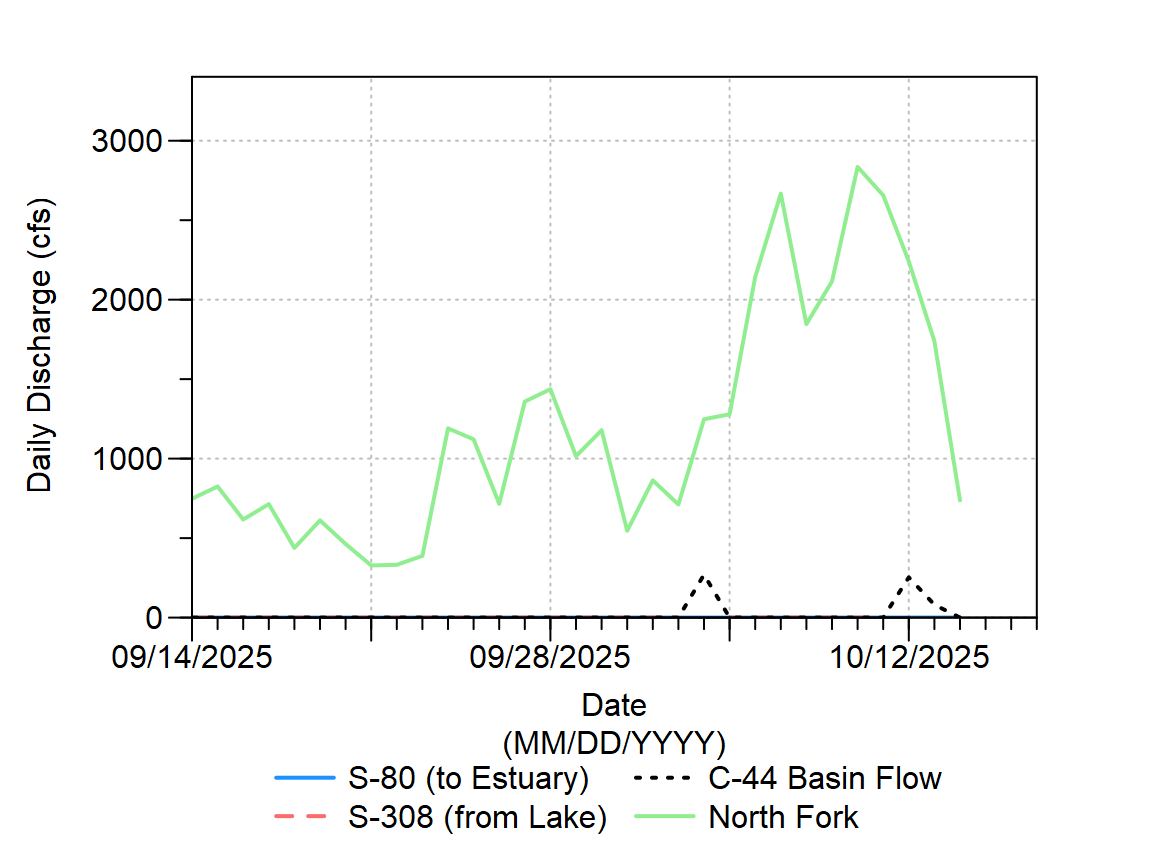 3000
2000
1000
0
Daily Discharge (cfs)
09/14/2025
09/28/2025
10/12/2025
Date
(MM/DD/YYYY)
S-80 (to Estuary)
C-44 Basin Flow
S-308 (from Lake)
North Fork